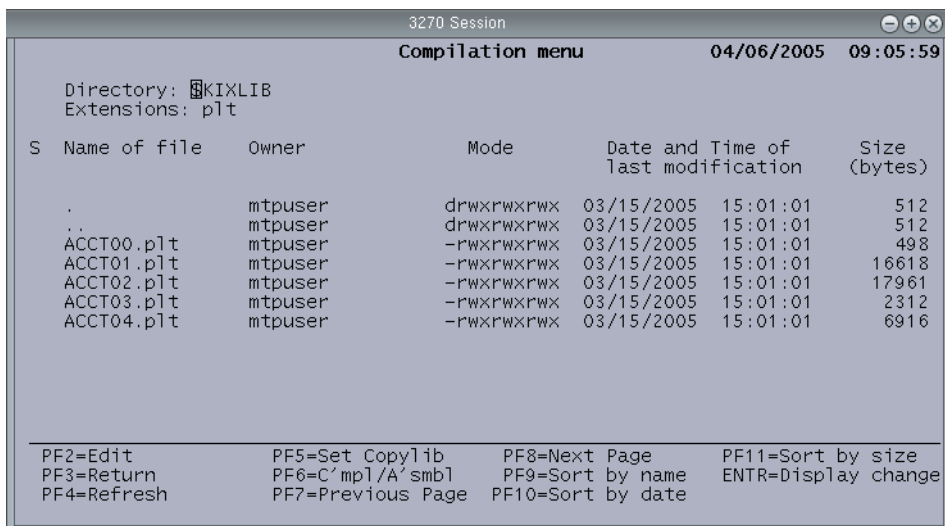 3270 Session
Compilation menu 04/06/2005 09:05:59
Directory: $KIXLIB
Extensions: plt
S Name of file Owner Mode Date and Time of Size
last modification (bytes)
. mtpuser drwxrwxrwx 03/15/2005 15:01:01 512
.. mtpuser drwxrwxrwx 03/15/2005 15:01:01 512
ACCT00.plt mtpuser -rwxrwxrwx 03/15/2005 15:01:01 498
ACCT01.plt mtpuser -rwxrwxrwx 03/15/2005 15:01:01 16618
ACCT02.plt mtpuser -rwxrwxrwx 03/15/2005 15:01:01 17961
ACCT03.plt mtpuser -rwxrwxrwx 03/15/2005 15:01:01 2312
ACCT04.plt mtpuser -rwxrwxrwx 03/15/2005 15:01:01 6916
PF2=Edit PF5=Set Copylib PF8=Next Page PF11=Sort by size
PF3=Return PF6=C'mpl/A'smbl PF9=Sort by name ENTR=Display change
PF4=Refresh PF7=Previous Page PF10=Sort by date